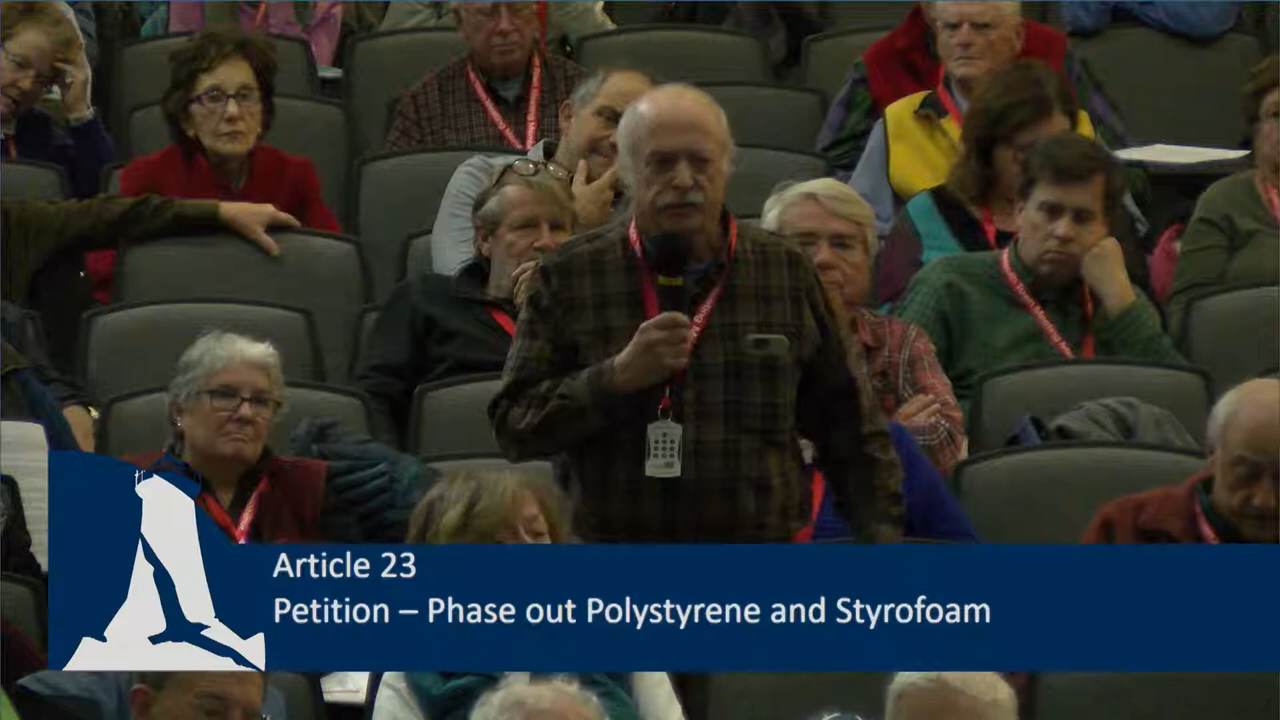 Article 23
Petition – Phase out Polystyrene and Styrofoam